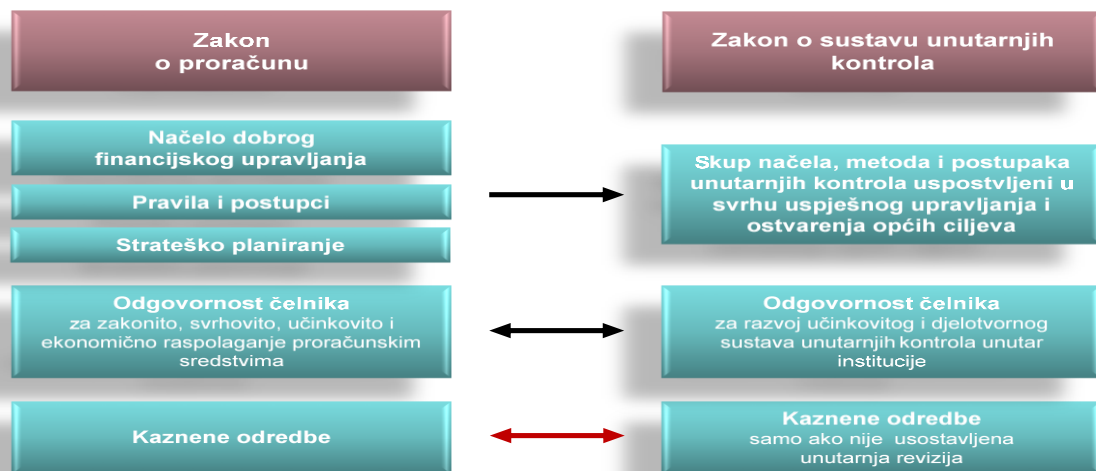 Zakon
o proračunu
Zakon o sustavu unutarnjih
kontrola
Načelo dobrog
financijskog upravljanja
Pravila i postupci
Strateško planiranje
Skup načela, metoda i postupaka
unutarnjih kontrola uspostvljeni u
svrhu uspješnog upravljanja i
ostvarenja općih ciljeva
Odgovornost čelnika
za zakonito, svrhovito, učinkovito i
ekonomično raspolaganje proračunskim
sredstvima
Odgovornost čelnika
za razvoj učinkovitog i djelotvornog
sustava unutarnjih kontrola unutar
institucije
Kaznene odredbe
Kaznene odredbe
samo ako nije usostavljena
unutarnja revizija